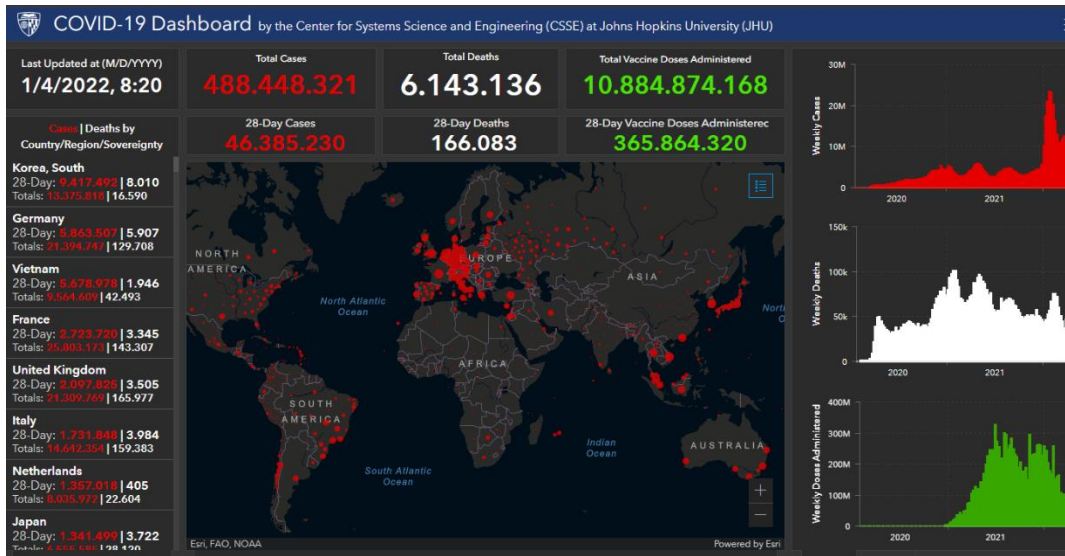 COVID-19 Dashboard by the Center for Systems Science and Engineering (CSSE) at Johns Hopkins University (JHU)
Last Updated at (M/D/YYYY)
1/4/2022, 8:20
Total Cases
488.448.321
Total Deaths
6.143.136
Total Vaccine Doses Administered
10.884.874.168
28-Day Cases
46.385.230
28-Day Deaths
166.083
28-Day Vaccine Doses Administerec
365.864.320
Cases | Deaths by
Country/Region/Sovereignty
Korea, South
28-Day: 9.417.492 | 8.010
Totals: 13.375.818 | 16.590
Germany
28-Day: 5.863.507 | 5.907
Totals: 21.394.747 | 129.708
Vietnam
28-Day: 5.678.978 | 1.946
Totals: 9.564.609 | 42.493
France
28-Day: 2.723.720 | 3.345
Totals: 25.803.173 | 143.307
United Kingdom
28-Day: 2.097.825 | 3.505
Totals: 21.309.769 | 165.977
Italy
28-Day: 1.731.848 | 3.984
Totals: 14.642.354 | 159.383
Netherlands
28-Day: 1.357.018 | 405
Totals: 8.035.972 | 22.604
Japan
28-Day: 1.341.499 | 3.722
NORTH
AMERICA
North Atlantic
Ocean
EUROPE
ASIA
AFRICA
SOUTH
AMERICA
South Atlantic
Ocean
Indian
Ocean
AUSTRALIA
+
−
Esri, FAO, NOAA
Powered by Esri
Weekly Cases
30M
20M
10M
0
2020
2021
Weekly Deaths
150k
100k
50k
0
2020
2021
Weekly Doses Administered
400M
300M
200M
100M
0
2020
2021